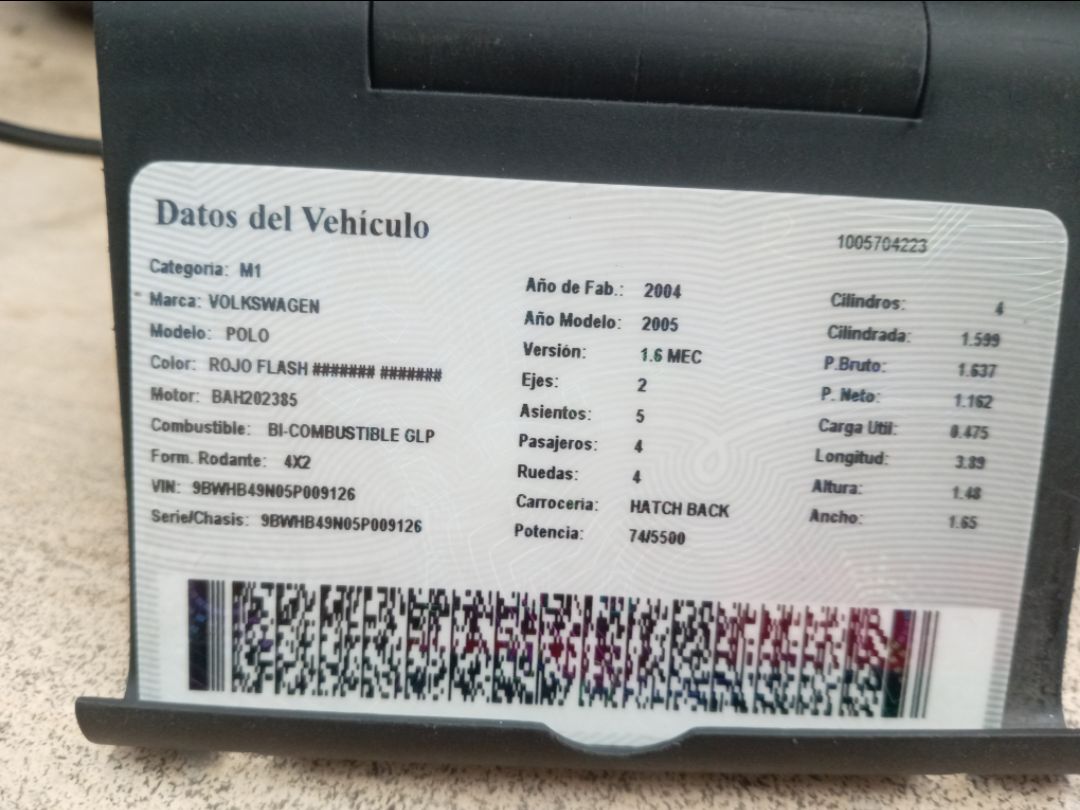 Datos del Vehículo
1005704223
Categoria: M1
Marca: VOLKSWAGEN
Modelo: POLO
Color: ROJO FLASH ####### #######
Motor: BAH202385
Combustible: BI-COMBUSTIBLE GLP
Form. Rodante: 4X2
VIN: 9BWHB49N05P009126
Serie/Chasis: 9BWHB49N05P009126
Año de Fab.: 2004
Año Modelo: 2005
Versión: 1.6 MEC
Ejes: 2
Asientos: 5
Pasajeros: 4
Ruedas: 4
Carroceria: HATCH BACK
Potencia: 74/5500
Cilindros: 4
Cilindrada: 1.599
P.Bruto: 1.637
P. Neto: 1.162
Carga Util: 0.475
Longitud: 3.89
Altura: 1.48
Ancho: 1.65